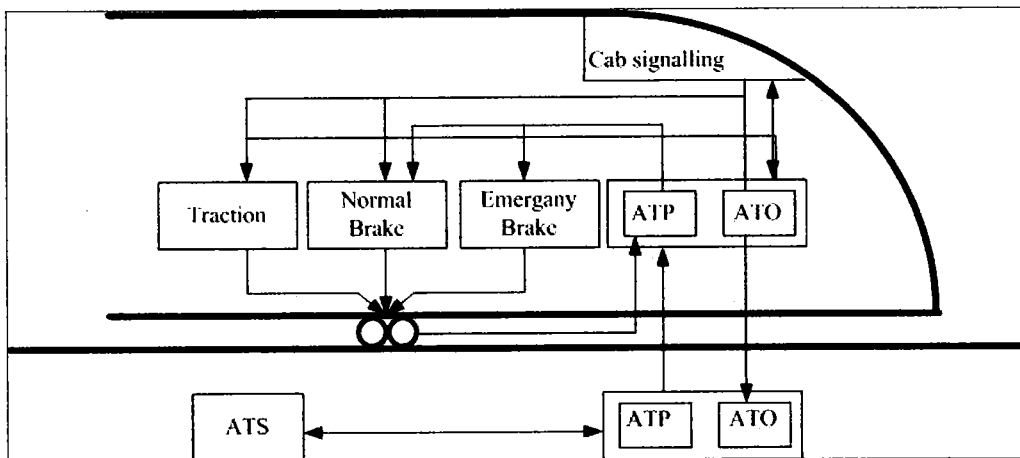 Cab signalling
Traction
Normal
Brake
Emergany
Brake
ATP
ATO
ATS
ATP
ATO